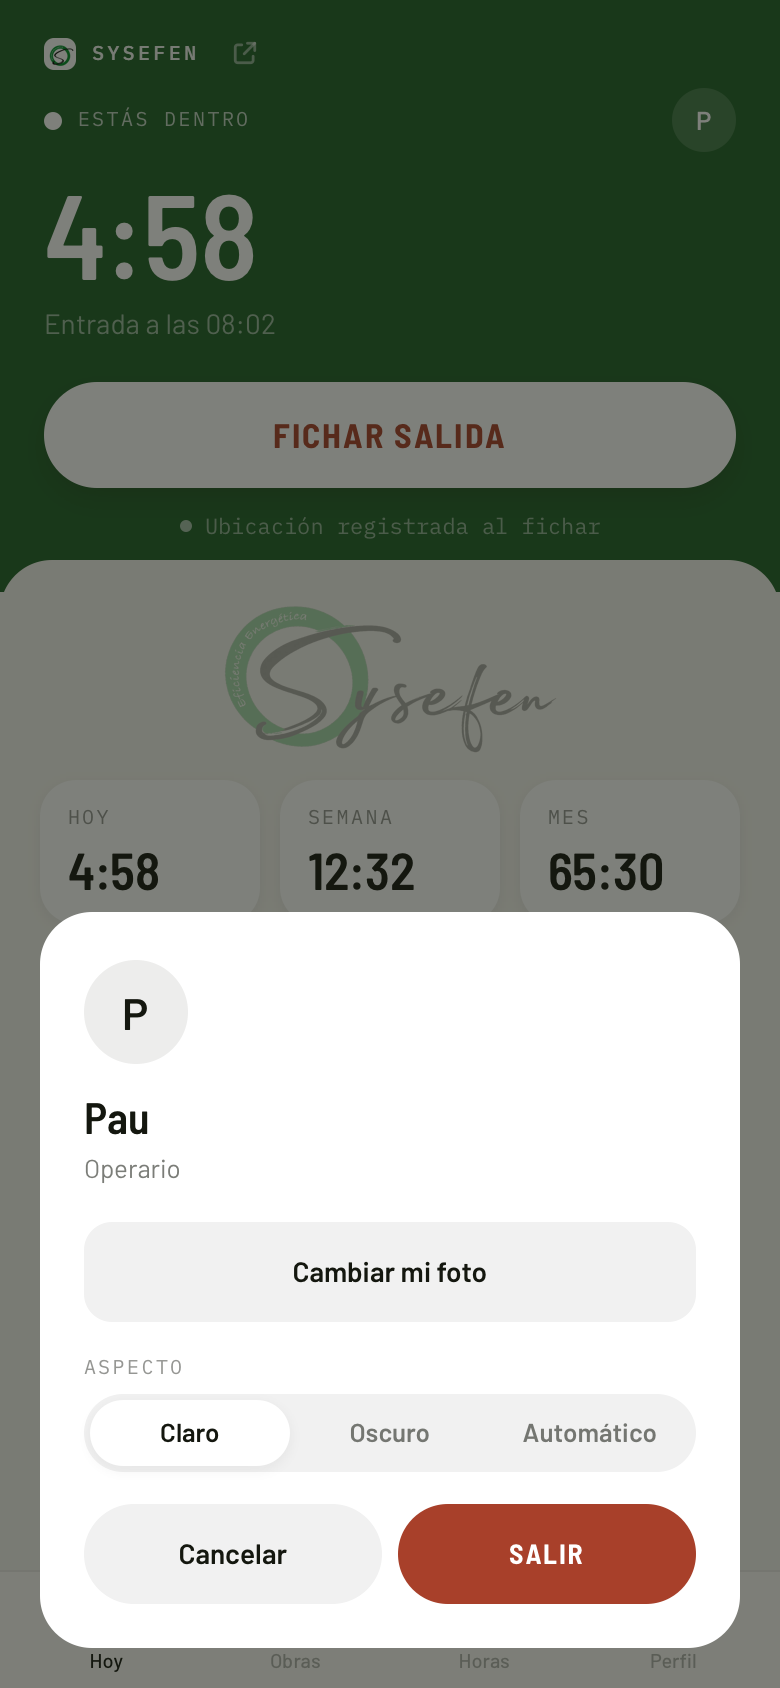 SYSEFEN
ESTÁS DENTRO
P
4:58
Entrada a las 08:02
FICHAR SALIDA
Ubicación registrada al fichar
Eficiencia Energética
Sysefen
HOY
SEMANA
MES
4:58
12:32
65:30
P
Pau
Operario
Cambiar mi foto
ASPECTO
Claro
Oscuro
Automático
Cancelar
SALIR
Hoy
Obras
Horas
Perfil